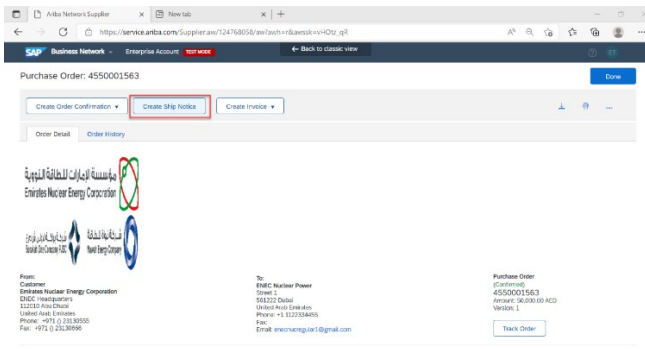 Ariba Network Supplier
New tab
https://service.ariba.com/Supplier.aw/124768058/aw?awh=r&awssk=vHOtz_qR
SAP Business Network Enterprise Account TEST MODE
← Back to classic view
Purchase Order: 4550001563
Done
Create Order Confirmation
Create Ship Notice
Create Invoice
Order Detail
Order History
مؤسسة الإمارات للطاقة النووية
Emirates Nuclear Energy Corporation
شركة نواة للطاقة
Nawah Energy Company
From:
Customer
Emirates Nuclear Energy Corporation
ENEC Headquarters
112010 Abu Dhabi
United Arab Emirates
Phone: +971 () 23130555
Fax: +971 () 23130666
To:
ENEC Nuclear Power
Street 1
561222 Dubai
United Arab Emirates
Phone: +1 1122334455
Fax:
Email: enecnucregular1@gmail.com
Purchase Order
(Confirmed)
4550001563
Amount: 50,000.00 AED
Version: 1
Track Order